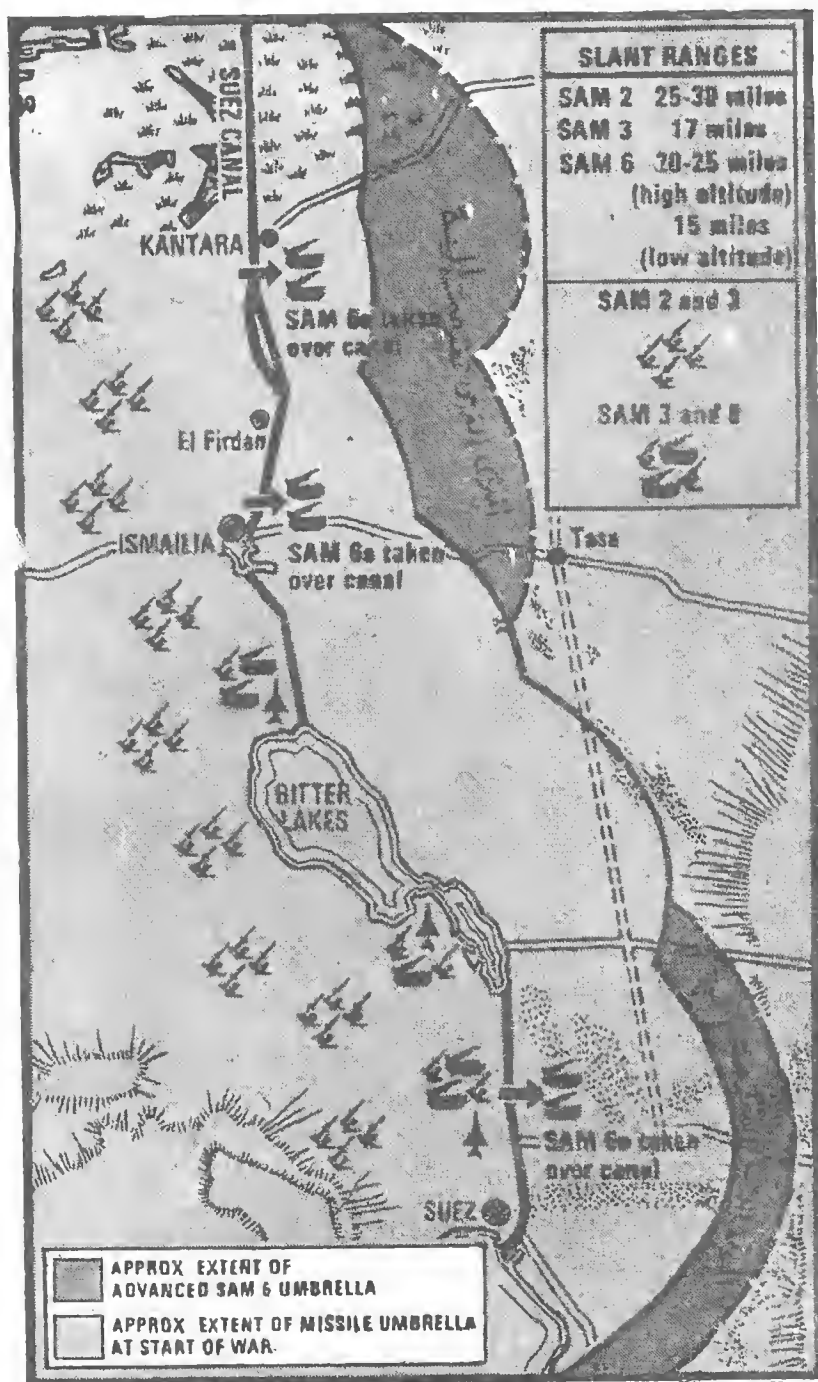 SLANT RANGES
SAM 2 25-30 miles
SAM 3 17 miles
SAM 6 20-25 miles
(high altitude)
15 miles
(low altitude)
SAM 2 and 3
SAM 3 and 6
SUEZ CANAL
KANTARA
SAM 6s taken
over canal
El Firdan
ISMAILIA
SAM 6s taken
over canal
Tasa
BITTER
LAKES
SAM 6s taken
over canal
SUEZ
APPROX EXTENT OF
ADVANCED SAM 6 UMBRELLA
APPROX EXTENT OF MISSILE UMBRELLA
AT START OF WAR.